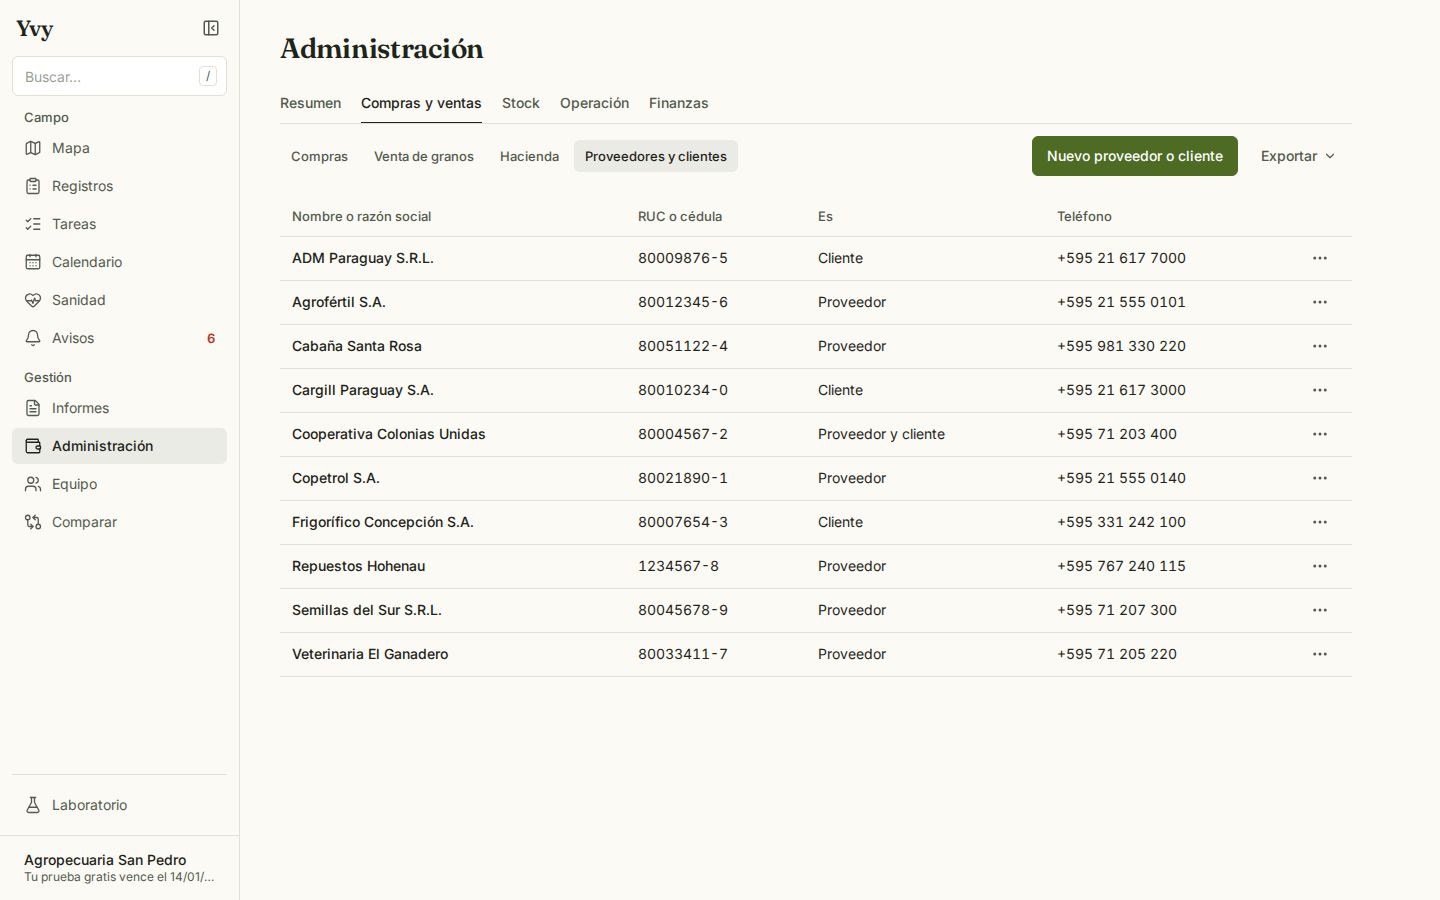 Yvy
Buscar... /
Campo
Mapa
Registros
Tareas
Calendario
Sanidad
Avisos 6
Gestión
Informes
Administración
Equipo
Comparar
Laboratorio
Agropecuaria San Pedro
Tu prueba gratis vence el 14/01/...
Administración
Resumen Compras y ventas Stock Operación Finanzas
Compras Venta de granos Hacienda Proveedores y clientes Nuevo proveedor o cliente Exportar
Nombre o razón social RUC o cédula Es Teléfono
ADM Paraguay S.R.L. 80009876-5 Cliente +595 21 617 7000
Agrofértil S.A. 80012345-6 Proveedor +595 21 555 0101
Cabaña Santa Rosa 80051122-4 Proveedor +595 981 330 220
Cargill Paraguay S.A. 80010234-0 Cliente +595 21 617 3000
Cooperativa Colonias Unidas 80004567-2 Proveedor y cliente +595 71 203 400
Copetrol S.A. 80021890-1 Proveedor +595 21 555 0140
Frigorífico Concepción S.A. 80007654-3 Cliente +595 331 242 100
Repuestos Hohenau 1234567-8 Proveedor +595 767 240 115
Semillas del Sur S.R.L. 80045678-9 Proveedor +595 71 207 300
Veterinaria El Ganadero 80033411-7 Proveedor +595 71 205 220